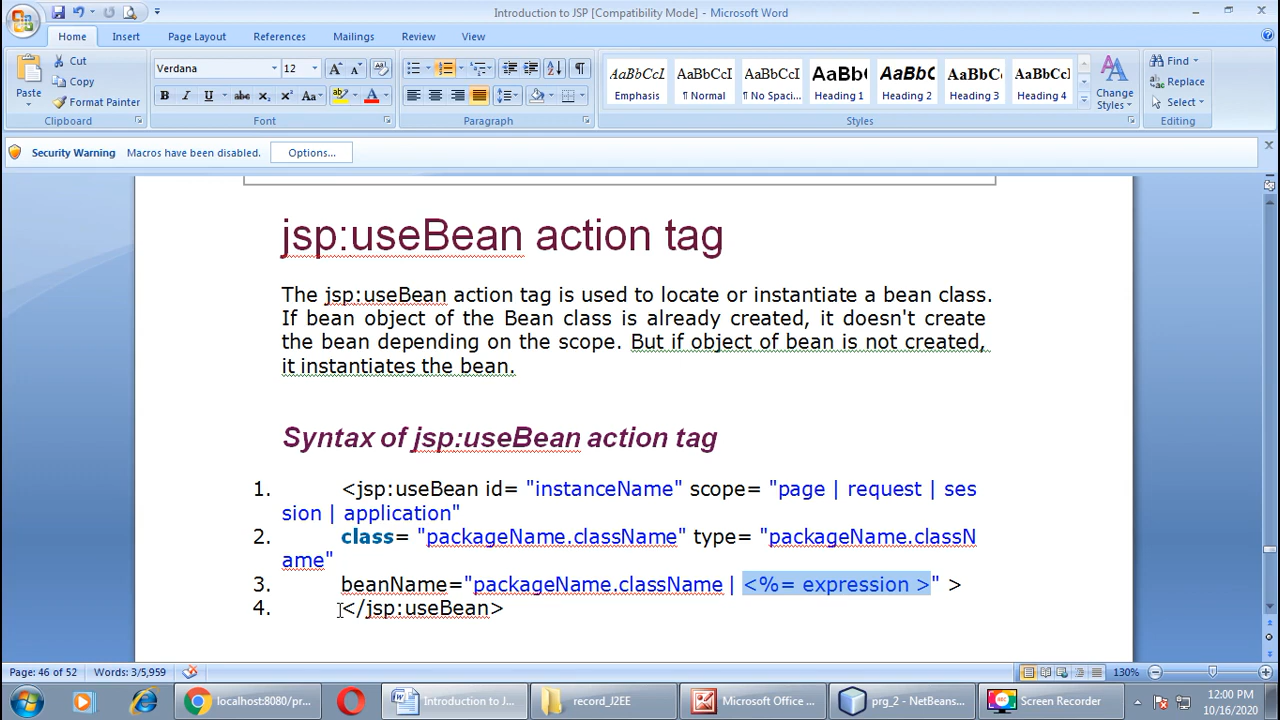 Introduction to JSP [Compatibility Mode] - Microsoft Word
Home Insert Page Layout References Mailings Review View
Paste
Cut
Copy
Format Painter
Clipboard
Verdana 12
B I U abc x₂ x² Aa A
Font
Paragraph
AaBbCcI AaBbCcI AaBbCcI AaBbC AaBbCc AaBbC AaBbCc
Emphasis ¶ Normal ¶ No Spaci... Heading 1 Heading 2 Heading 3 Heading 4
Change Styles
Styles
Find
Replace
Select
Editing
Security Warning Macros have been disabled. Options...
jsp:useBean action tag
The jsp:useBean action tag is used to locate or instantiate a bean class.
If bean object of the Bean class is already created, it doesn't create
the bean depending on the scope. But if object of bean is not created,
it instantiates the bean.
Syntax of jsp:useBean action tag
1. <jsp:useBean id= "instanceName" scope= "page | request | ses
sion | application"
2. class= "packageName.className" type= "packageName.classN
ame"
3. beanName="packageName.className | <%= expression >" >
4. </jsp:useBean>
Page: 46 of 52 Words: 3/5,959 130%
localhost:8080/pr... Introduction to J... record_J2EE Microsoft Office ... prg_2 - NetBeans... Screen Recorder
12:00 PM
10/16/2020